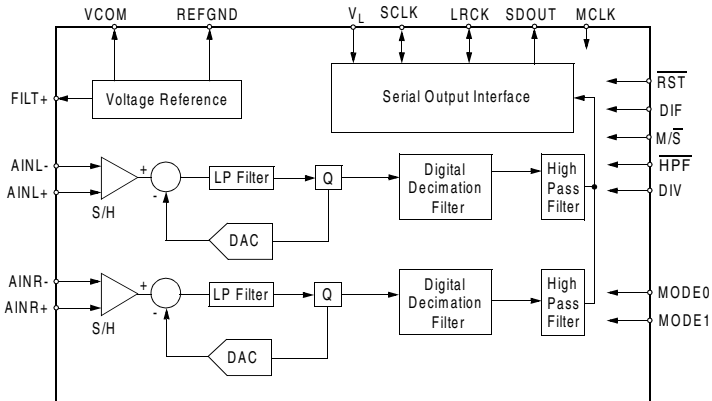 VCOM REFGND VL SCLK LRCK SDOUT MCLK
FILT+
Voltage Reference
Serial Output Interface
RST
DIF
M/S
HPF
DIV
AINL-
AINL+
S/H
+
-
LP Filter
Q
DAC
Digital
Decimation
Filter
High
Pass
Filter
AINR-
AINR+
S/H
+
-
LP Filter
Q
DAC
Digital
Decimation
Filter
High
Pass
Filter
MODE0
MODE1